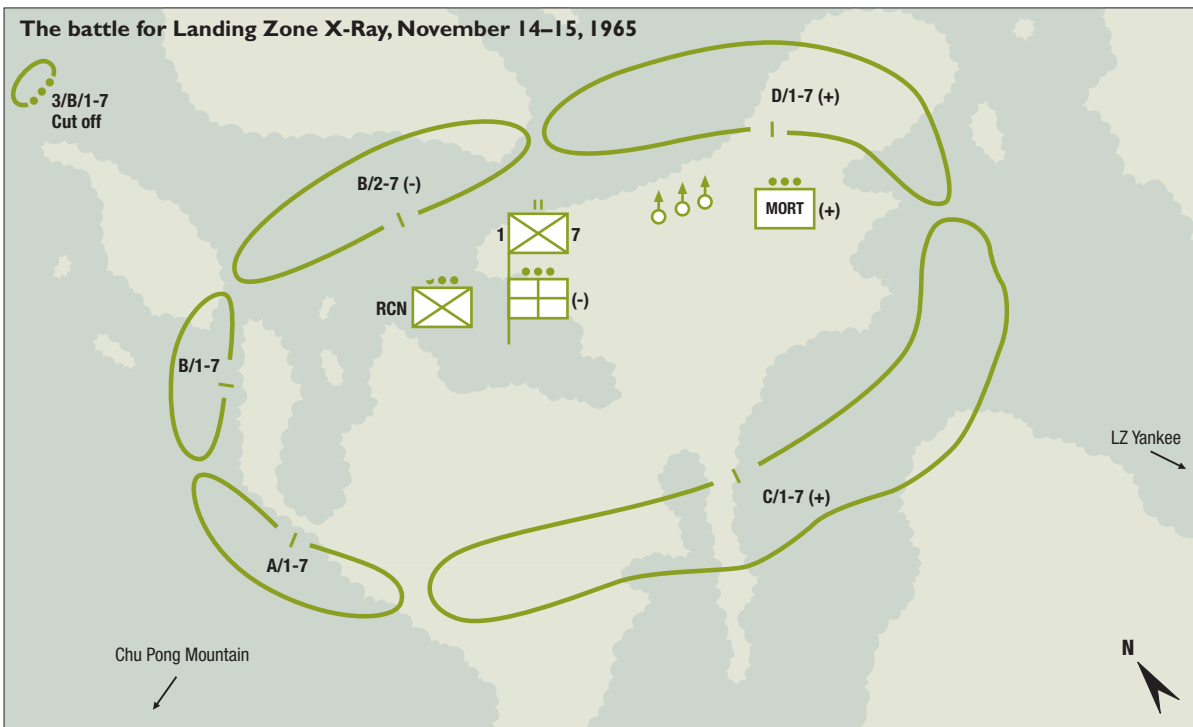 The battle for Landing Zone X-Ray, November 14–15, 1965
3/B/1-7
Cut off
D/1-7 (+)
B/2-7 (-)
MORT (+)
1 7
RCN
(-)
B/1-7
LZ Yankee
C/1-7 (+)
A/1-7
Chu Pong Mountain
N